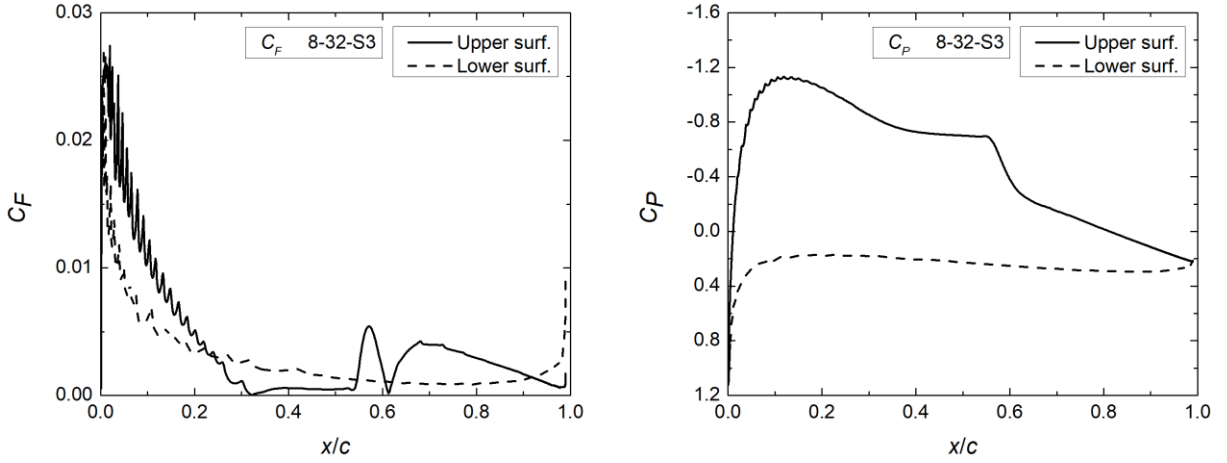 0.03
0.02
0.01
0.00
C_F
C_F 8-32-S3
Upper surf.
Lower surf.
0.0 0.2 0.4 0.6 0.8 1.0
x/c
-1.6
-1.2
-0.8
-0.4
0.0
0.4
0.8
1.2
C_P
C_P 8-32-S3
Upper surf.
Lower surf.
0.0 0.2 0.4 0.6 0.8 1.0
x/c